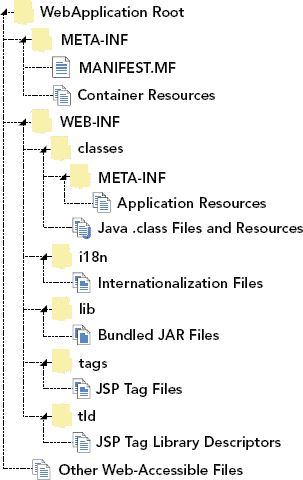 WebApplication Root
META-INF
MANIFEST.MF
Container Resources
WEB-INF
classes
META-INF
Application Resources
Java .class Files and Resources
i18n
Internationalization Files
lib
Bundled JAR Files
tags
JSP Tag Files
tld
JSP Tag Library Descriptors
Other Web-Accessible Files